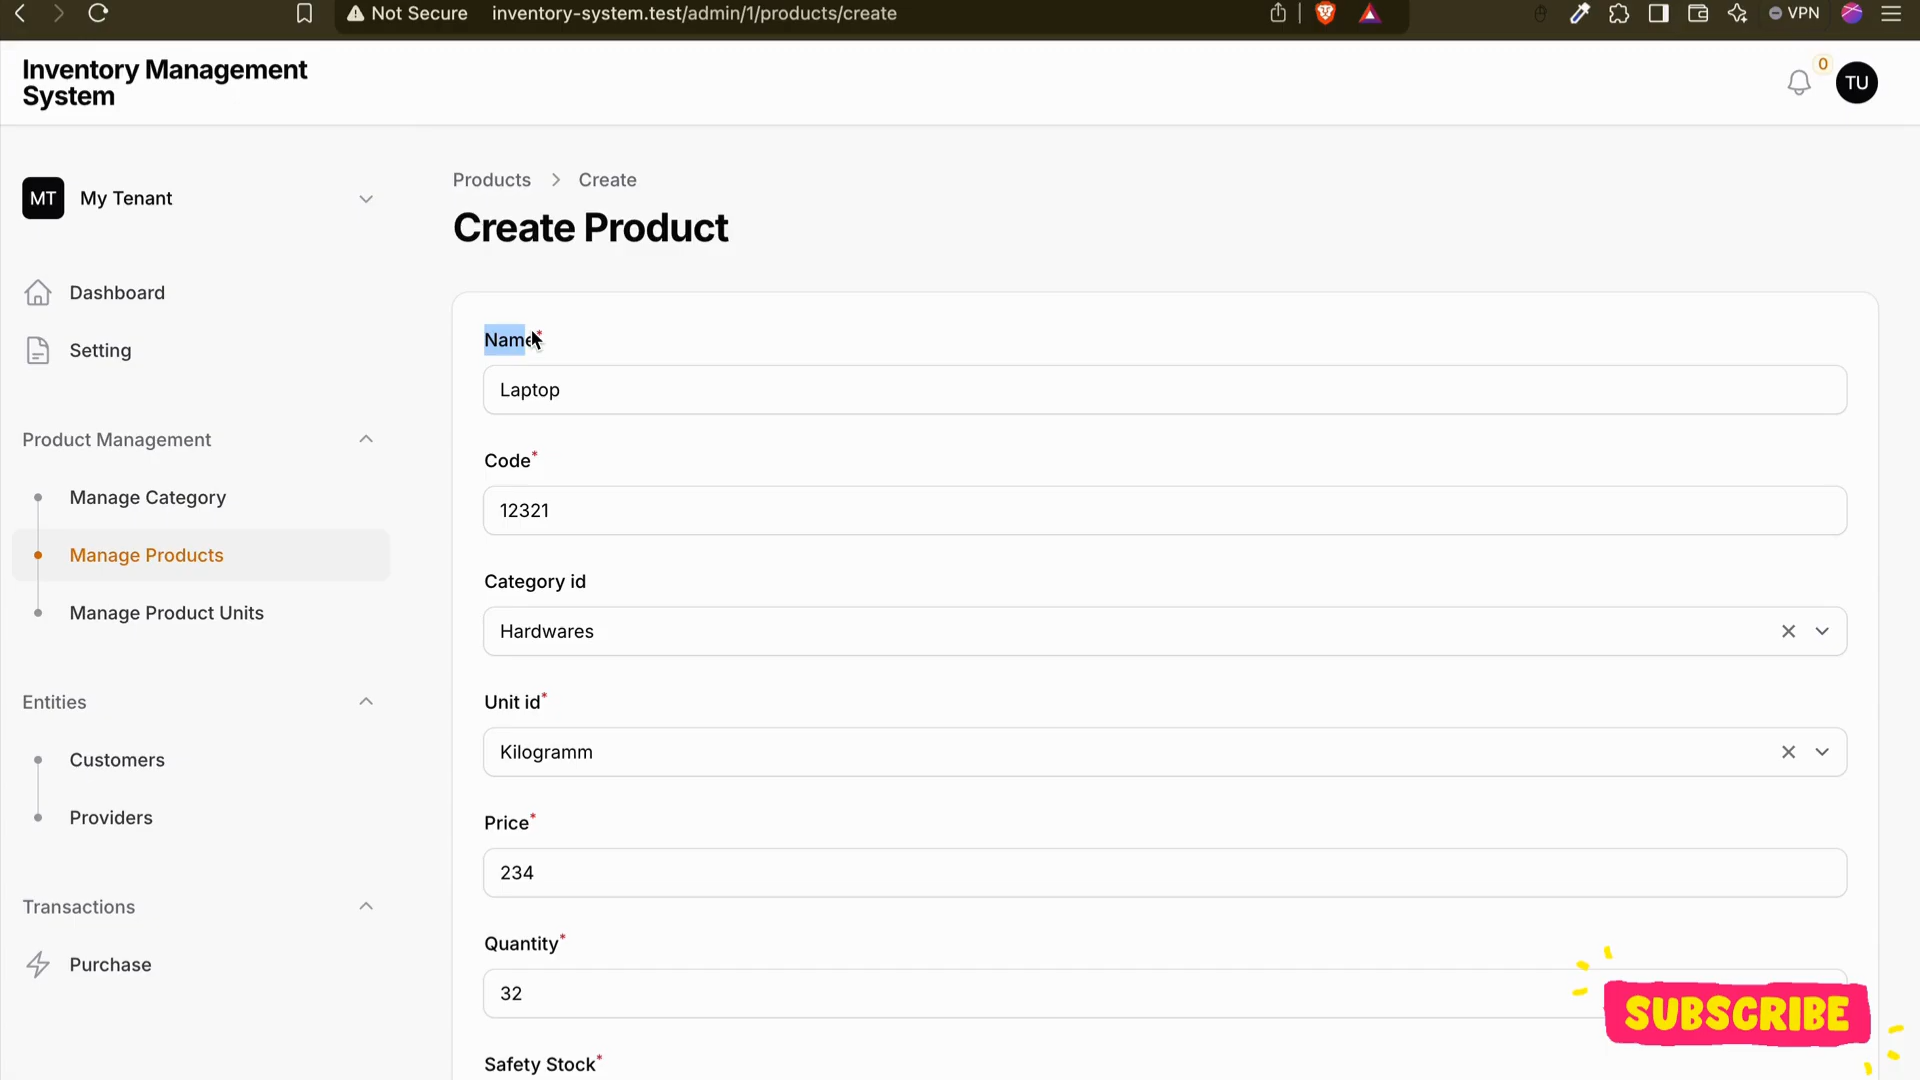 Not Secure inventory-system.test/admin/1/products/create
VPN
Inventory Management
System
0
TU
MT My Tenant
Dashboard
Setting
Product Management
Manage Category
Manage Products
Manage Product Units
Entities
Customers
Providers
Transactions
Purchase
Products > Create
Create Product
Name*
Laptop
Code*
12321
Category id
Hardwares
Unit id*
Kilogramm
Price*
234
Quantity*
32
Safety Stock*
SUBSCRIBE